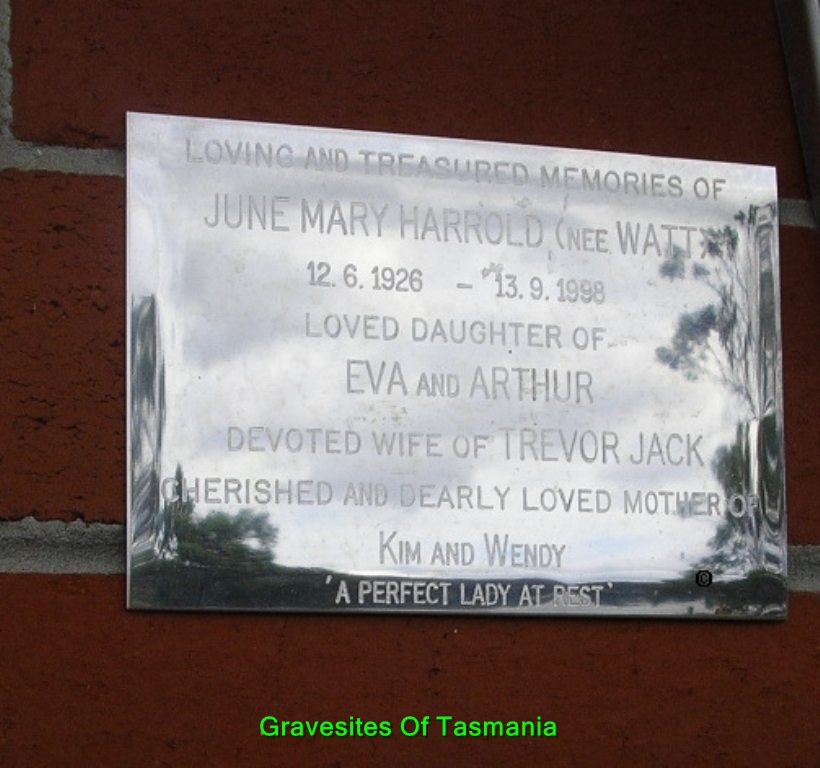 LOVING AND TREASURED MEMORIES OF
JUNE MARY HARROLD (NEE WATT)
12.6.1926 - 13.9.1998
LOVED DAUGHTER OF
EVA AND ARTHUR
DEVOTED WIFE OF TREVOR JACK
CHERISHED AND DEARLY LOVED MOTHER OF
KIM AND WENDY
'A PERFECT LADY AT REST'
©
Gravesites Of Tasmania